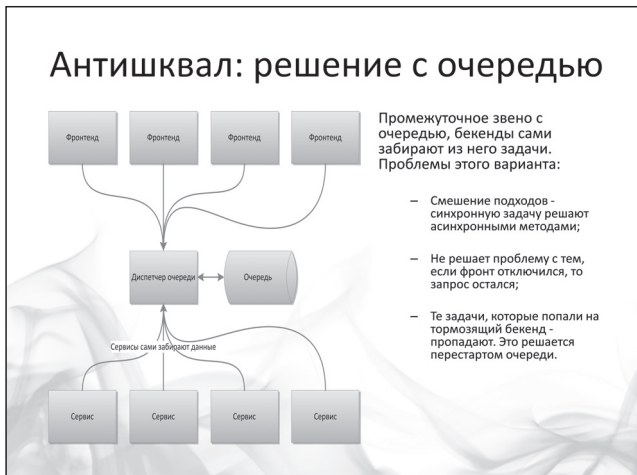 Антишквал: решение с очередью
Фронтенд
Фронтенд
Фронтенд
Фронтенд
Диспетчер очереди
Очередь
Сервисы сами забирают данные
Сервис
Сервис
Сервис
Сервис
Промежуточное звено с
очередью, бекенды сами
забирают из него задачи.
Проблемы этого варианта:
– Смешение подходов -
синхронную задачу решают
асинхронными методами;
– Не решает проблему с тем,
если фронт отключился, то
запрос остался;
– Те задачи, которые попали на
тормозящий бекенд -
пропадают. Это решается
перестартом очереди.